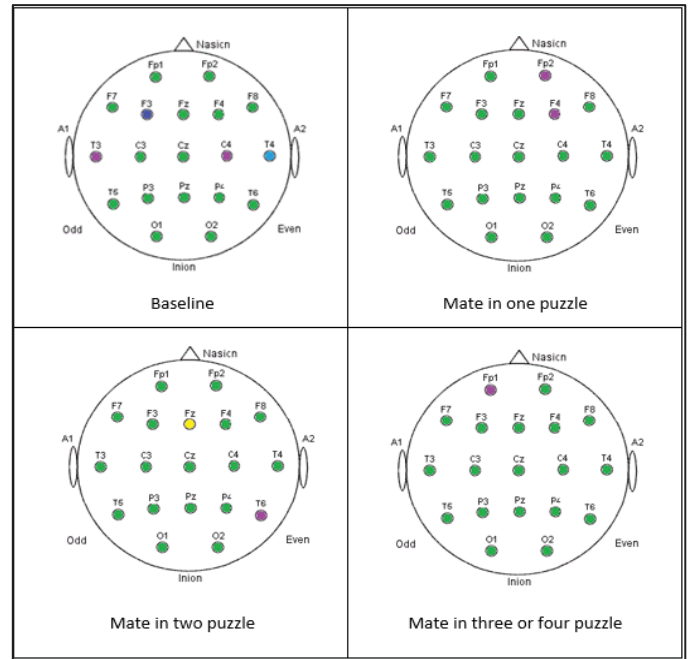 Nasicn
Fp1 Fp2
F7 F3 Fz F4 F8
A1 A2
T3 C3 Cz C4 T4
T5 P3 Pz P4 T6
Odd O1 O2 Even
Inion
Baseline
Nasicn
Fp1 Fp2
F7 F3 Fz F4 F8
A1 A2
T3 C3 Cz C4 T4
T5 P3 Pz P4 T6
Odd O1 O2 Even
Inion
Mate in one puzzle
Nasicn
Fp1 Fp2
F7 F3 Fz F4 F8
A1 A2
T3 C3 Cz C4 T4
T5 P3 Pz P4 T6
Odd O1 O2 Even
Inion
Mate in two puzzle
Nasicn
Fp1 Fp2
F7 F3 Fz F4 F8
A1 A2
T3 C3 Cz C4 T4
T5 P3 Pz P4 T6
Odd O1 O2 Even
Inion
Mate in three or four puzzle